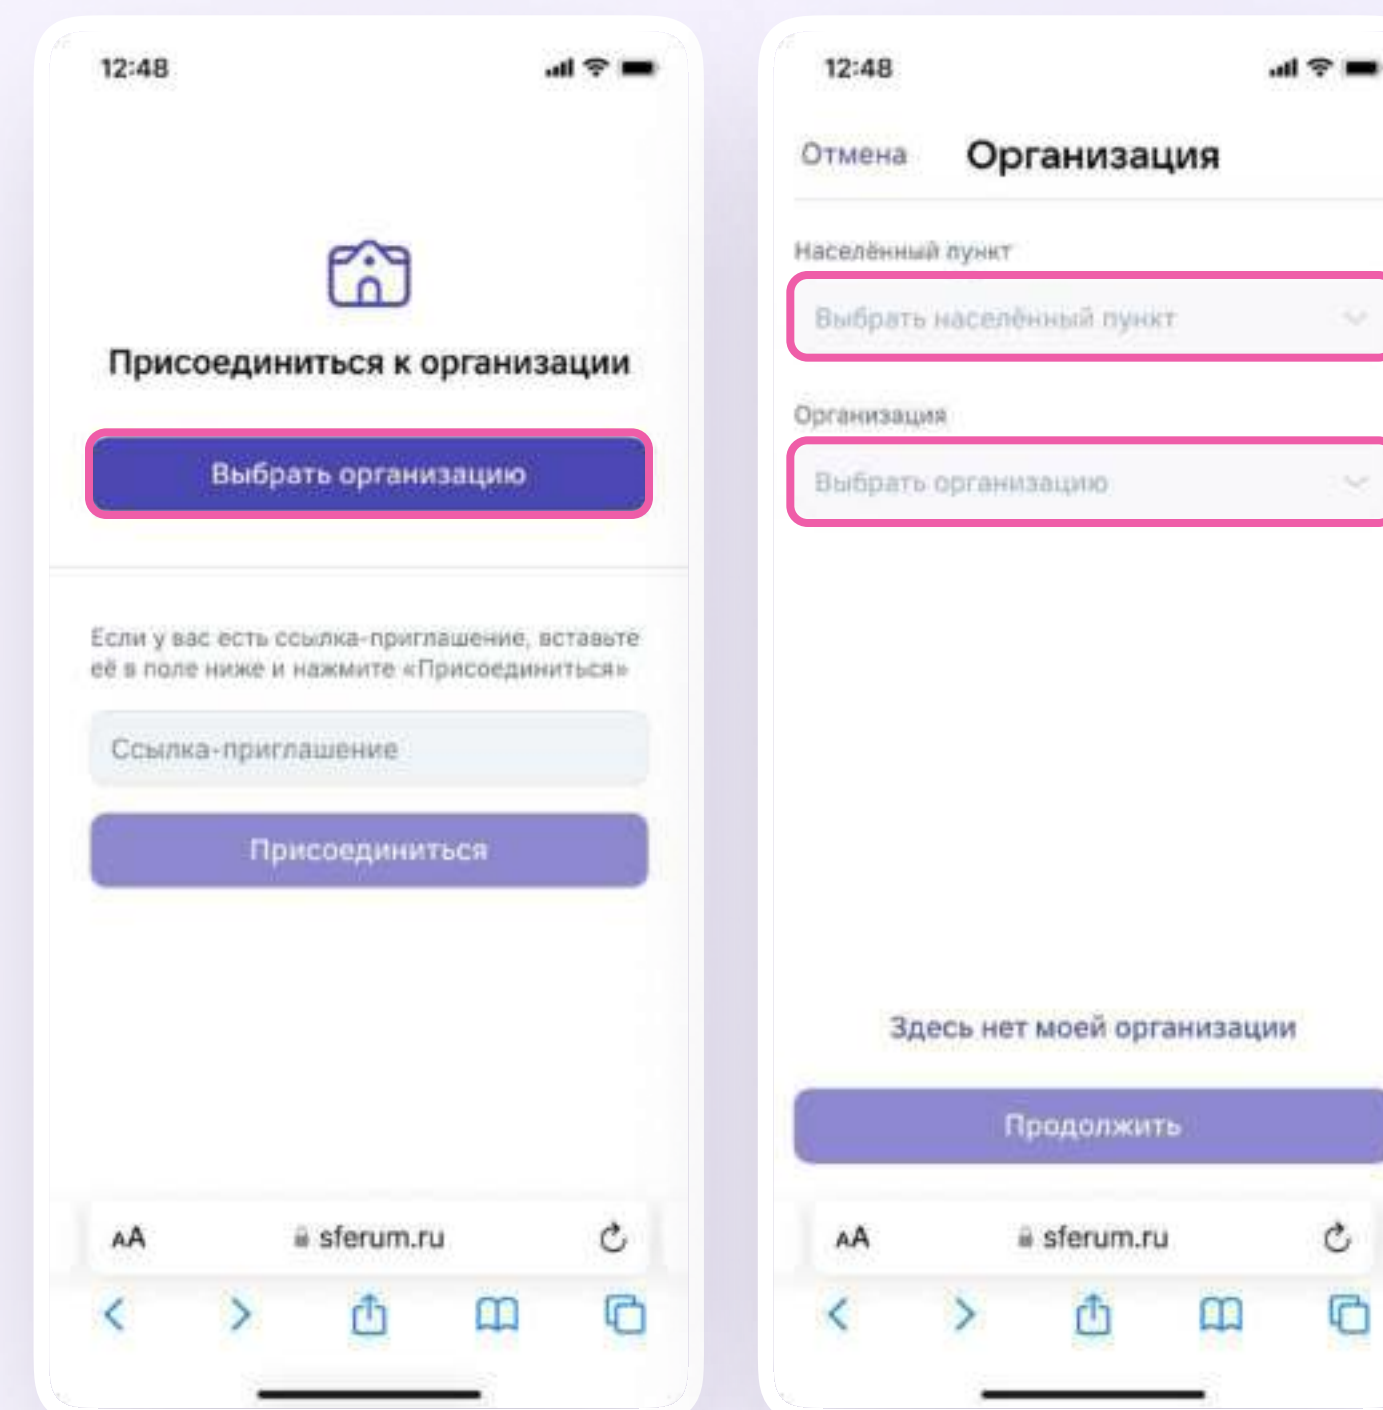 12:48
Присоединиться к организации
Выбрать организацию
Если у вас есть ссылка-приглашение, вставьте
её в поле ниже и нажмите «Присоединиться»
Ссылка-приглашение
Присоединиться
AA
sferum.ru
12:48
Отмена
Организация
Населённый пункт
Выбрать населённый пункт
Организация
Выбрать организацию
Здесь нет моей организации
Продолжить
AA
sferum.ru